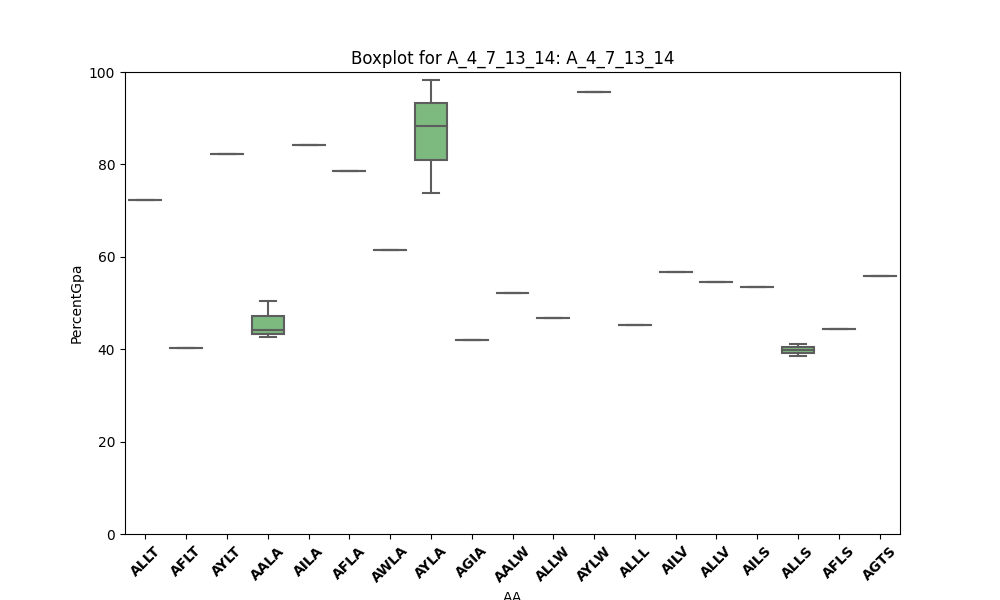 Boxplot for A_4_7_13_14: A_4_7_13_14
PercentGpa
100
80
60
40
20
0
ALLT AFLT AYLT AALA AILA AFLA AWLA AYLA AGIA AALW ALLW AYLW ALLL AILV ALLV AILS ALLS AFLS AGTS
AA